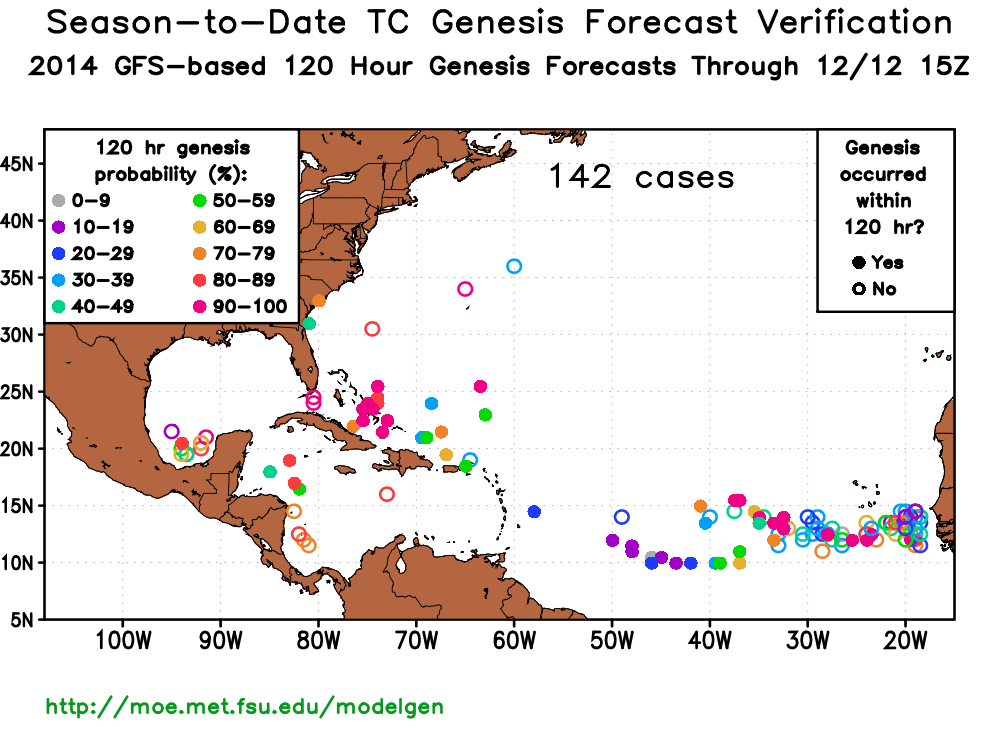 Season-to-Date TC Genesis Forecast Verification
2014 GFS-based 120 Hour Genesis Forecasts Through 12/12 15Z
120 hr genesis
probability (%):
0-9
50-59
10-19
60-69
20-29
70-79
30-39
80-89
40-49
90-100
142 cases
Genesis
occurred
within
120 hr?
Yes
No
45N
40N
35N
30N
25N
20N
15N
10N
5N
100W 90W 80W 70W 60W 50W 40W 30W 20W
http://moe.met.fsu.edu/modelgen